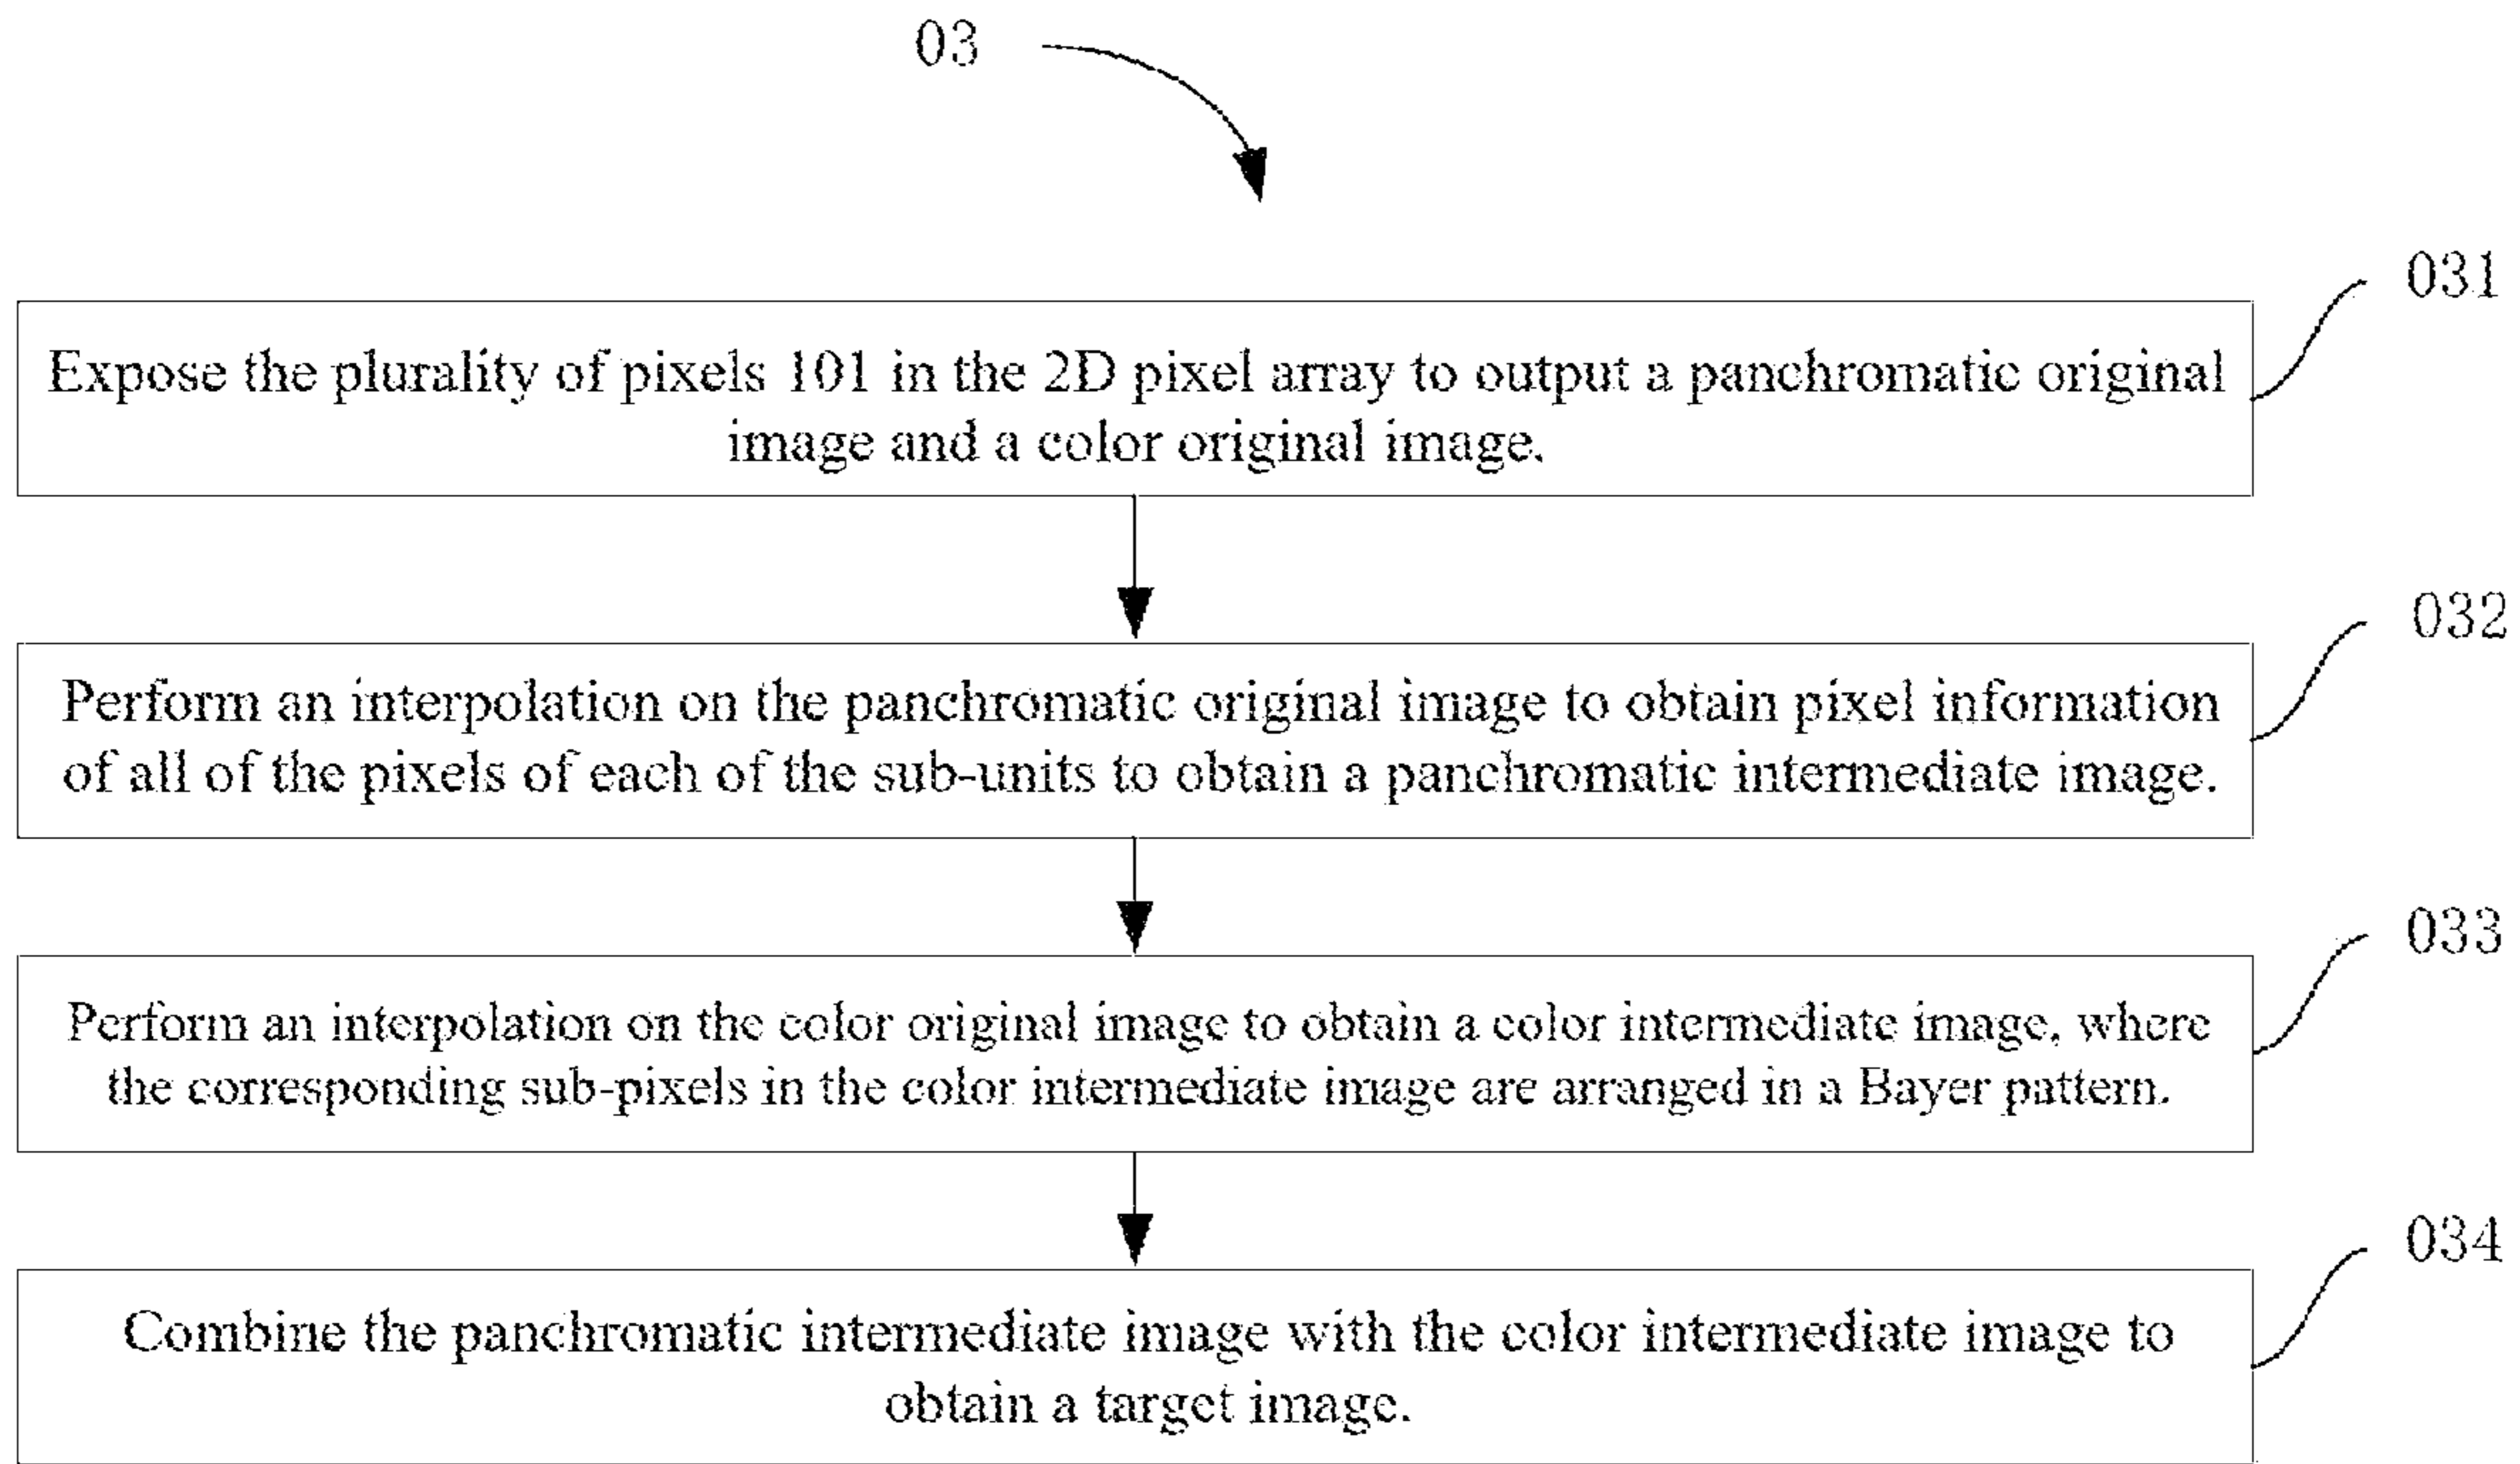 03
031
Expose the plurality of pixels 101 in the 2D pixel array to output a panchromatic original
image and a color original image.
032
Perform an interpolation on the panchromatic original image to obtain pixel information
of all of the pixels of each of the sub-units to obtain a panchromatic intermediate image.
033
Perform an interpolation on the color original image to obtain a color intermediate image, where
the corresponding sub-pixels in the color intermediate image are arranged in a Bayer pattern.
034
Combine the panchromatic intermediate image with the color intermediate image to
obtain a target image.